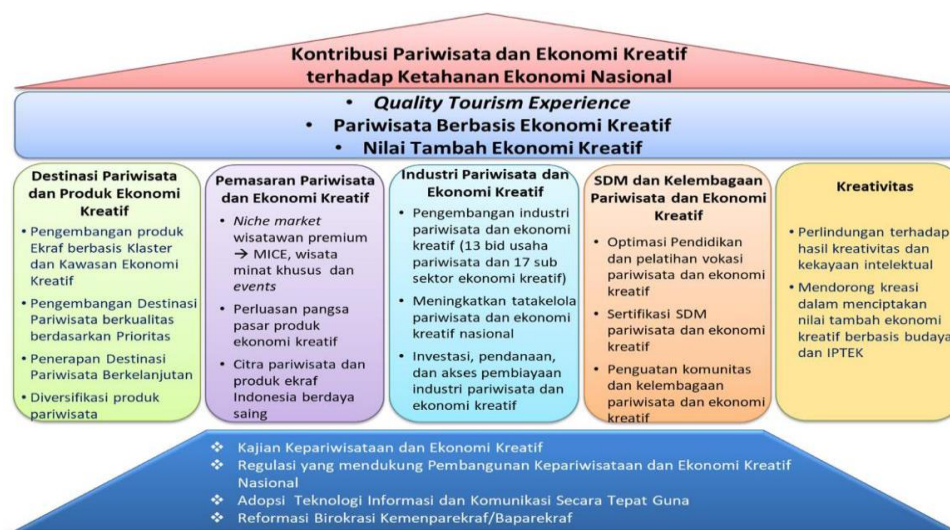 Kontribusi Pariwisata dan Ekonomi Kreatif
terhadap Ketahanan Ekonomi Nasional
• Quality Tourism Experience
• Pariwisata Berbasis Ekonomi Kreatif
• Nilai Tambah Ekonomi Kreatif
Destinasi Pariwisata
dan Produk Ekonomi
Kreatif
• Pengembangan produk
Ekraf berbasis Klaster
dan Kawasan Ekonomi
Kreatif
• Pengembangan Destinasi
Pariwisata berkualitas
berdasarkan Prioritas
• Penerapan Destinasi
Pariwisata Berkelanjutan
• Diversifikasi produk
pariwisata
Pemasaran Pariwisata
dan Ekonomi Kreatif
• Niche market
wisatawan premium
→ MICE, wisata
minat khusus dan
events
• Perluasan pangsa
pasar produk
ekonomi kreatif
• Citra pariwisata dan
produk ekraf
Indonesia berdaya
saing
Industri Pariwisata dan
Ekonomi Kreatif
• Pengembangan industri
pariwisata dan ekonomi
kreatif (13 bid usaha
pariwisata dan 17 sub
sektor ekonomi kreatif)
• Meningkatkan tatakelola
pariwisata dan ekonomi
kreatif nasional
• Investasi, pendanaan,
dan akses pembiayaan
industri pariwisata dan
ekonomi kreatif
SDM dan Kelembagaan
Pariwisata dan Ekonomi
Kreatif
• Optimasi Pendidikan
dan pelatihan vokasi
pariwisata dan ekonomi
kreatif
• Sertifikasi SDM
pariwisata dan ekonomi
kreatif
• Penguatan komunitas
dan kelembagaan
pariwisata dan ekonomi
kreatif
Kreativitas
• Perlindungan terhadap
hasil kreativitas dan
kekayaan intelektual
• Mendorong kreasi
dalam menciptakan
nilai tambah ekonomi
kreatif berbasis budaya
dan IPTEK
❖ Kajian Kepariwisataan dan Ekonomi Kreatif
❖ Regulasi yang mendukung Pembangunan Kepariwisataan dan Ekonomi Kreatif
Nasional
❖ Adopsi Teknologi Informasi dan Komunikasi Secara Tepat Guna
❖ Reformasi Birokrasi Kemenparekraf/Baparekraf